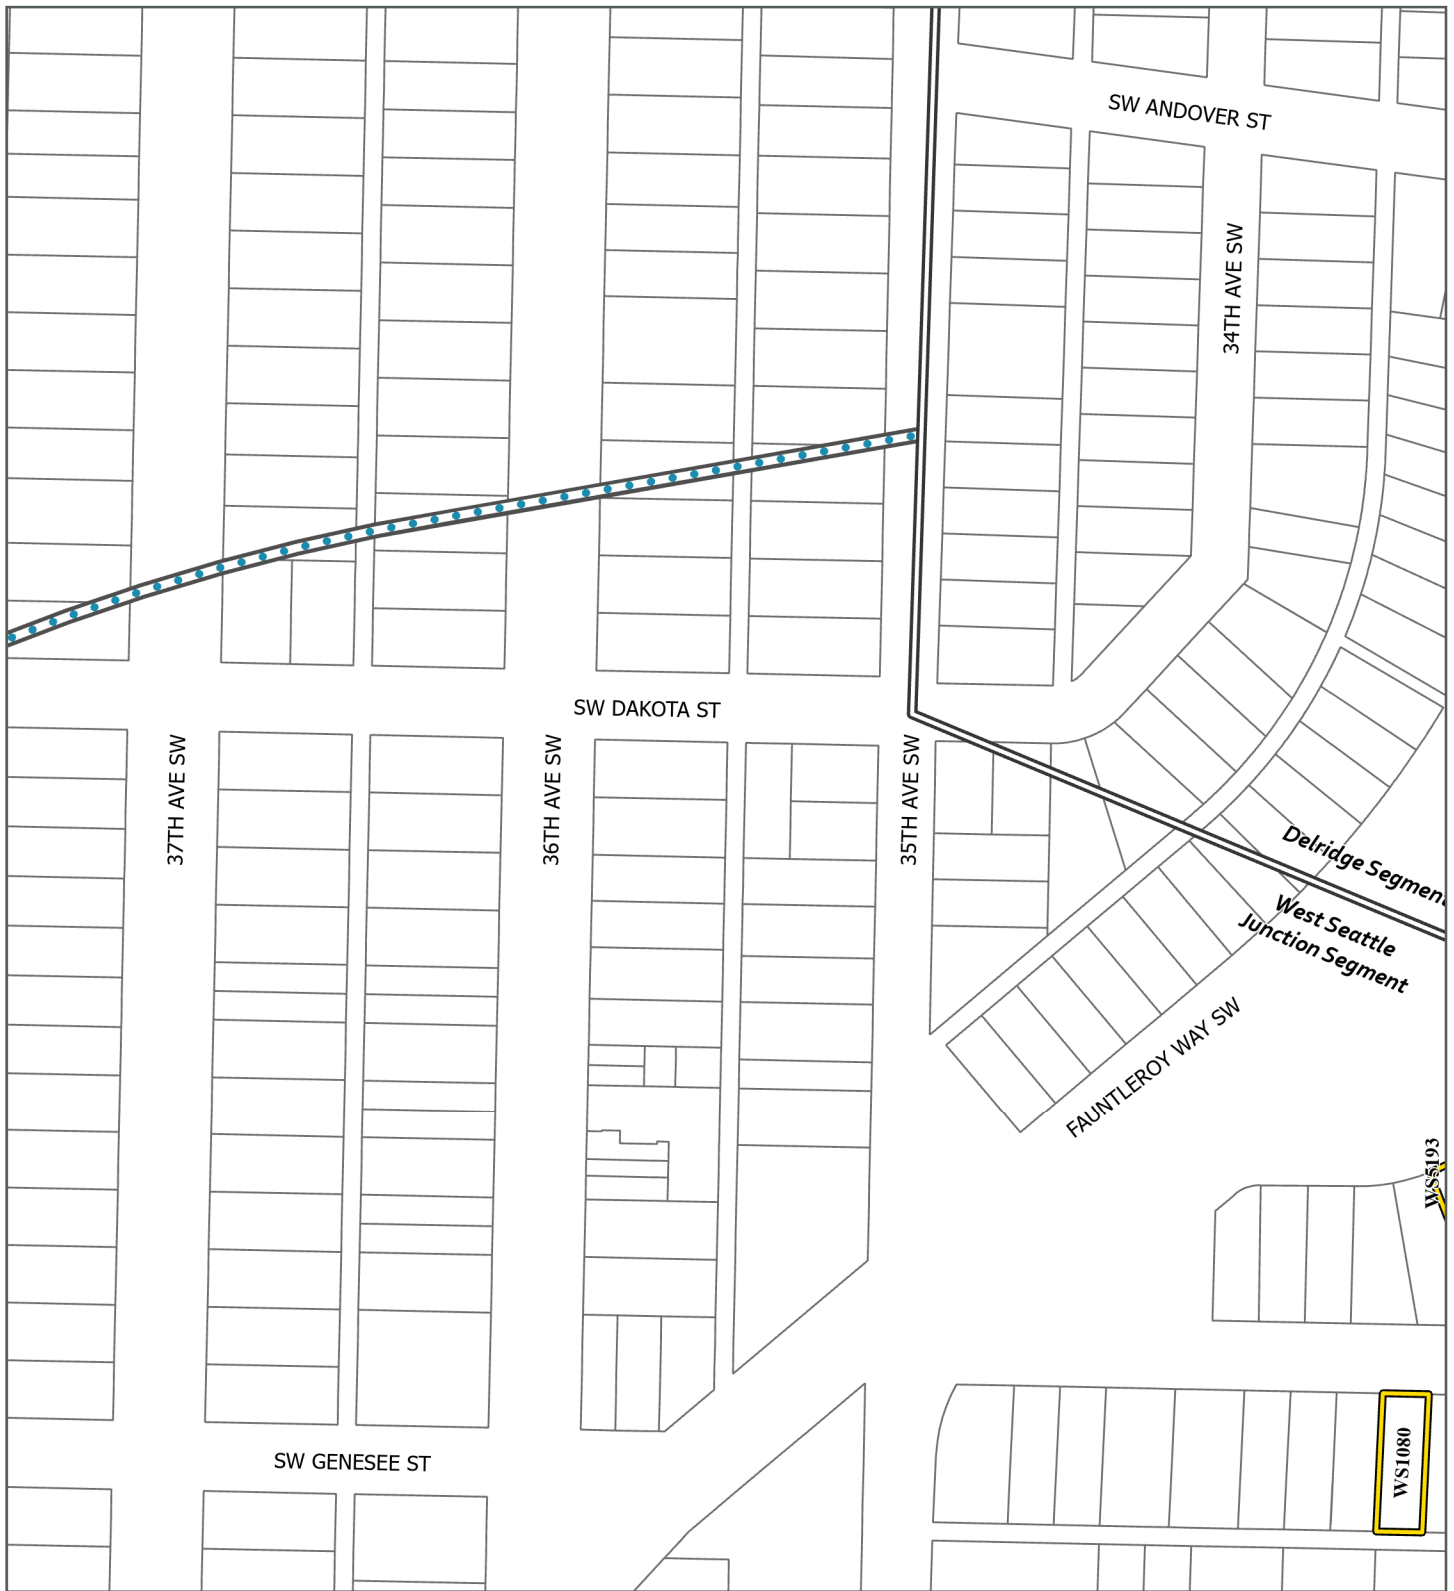 SW ANDOVER ST
34TH AVE SW
SW DAKOTA ST
37TH AVE SW
36TH AVE SW
35TH AVE SW
Delridge Segment
West Seattle
Junction Segment
FAUNTLEROY WAY SW
WS5193
WS1080
SW GENESEE ST